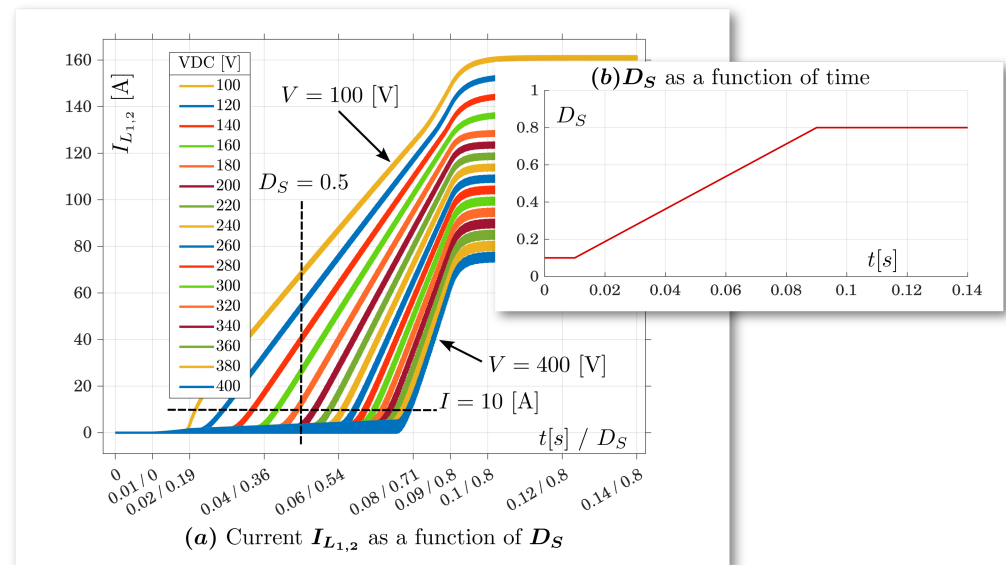 160
140
120
100
80
60
40
20
0
I_{L_{1,2}} [A]
VDC [V]
100
120
140
160
180
200
220
240
260
280
300
320
340
360
380
400
V = 100 [V]
D_S = 0.5
V = 400 [V]
I = 10 [A]
t[s] / D_S
0
0.01 / 0
0.02 / 0.19
0.04 / 0.36
0.06 / 0.54
0.08 / 0.71
0.09 / 0.8
0.1 / 0.8
0.12 / 0.8
0.14 / 0.8
(a) Current I_{L_{1,2}} as a function of D_S
(b) D_S as a function of time
1
0.8
0.6
0.4
0.2
0
D_S
t[s]
0
0.02
0.04
0.06
0.08
0.1
0.12
0.14